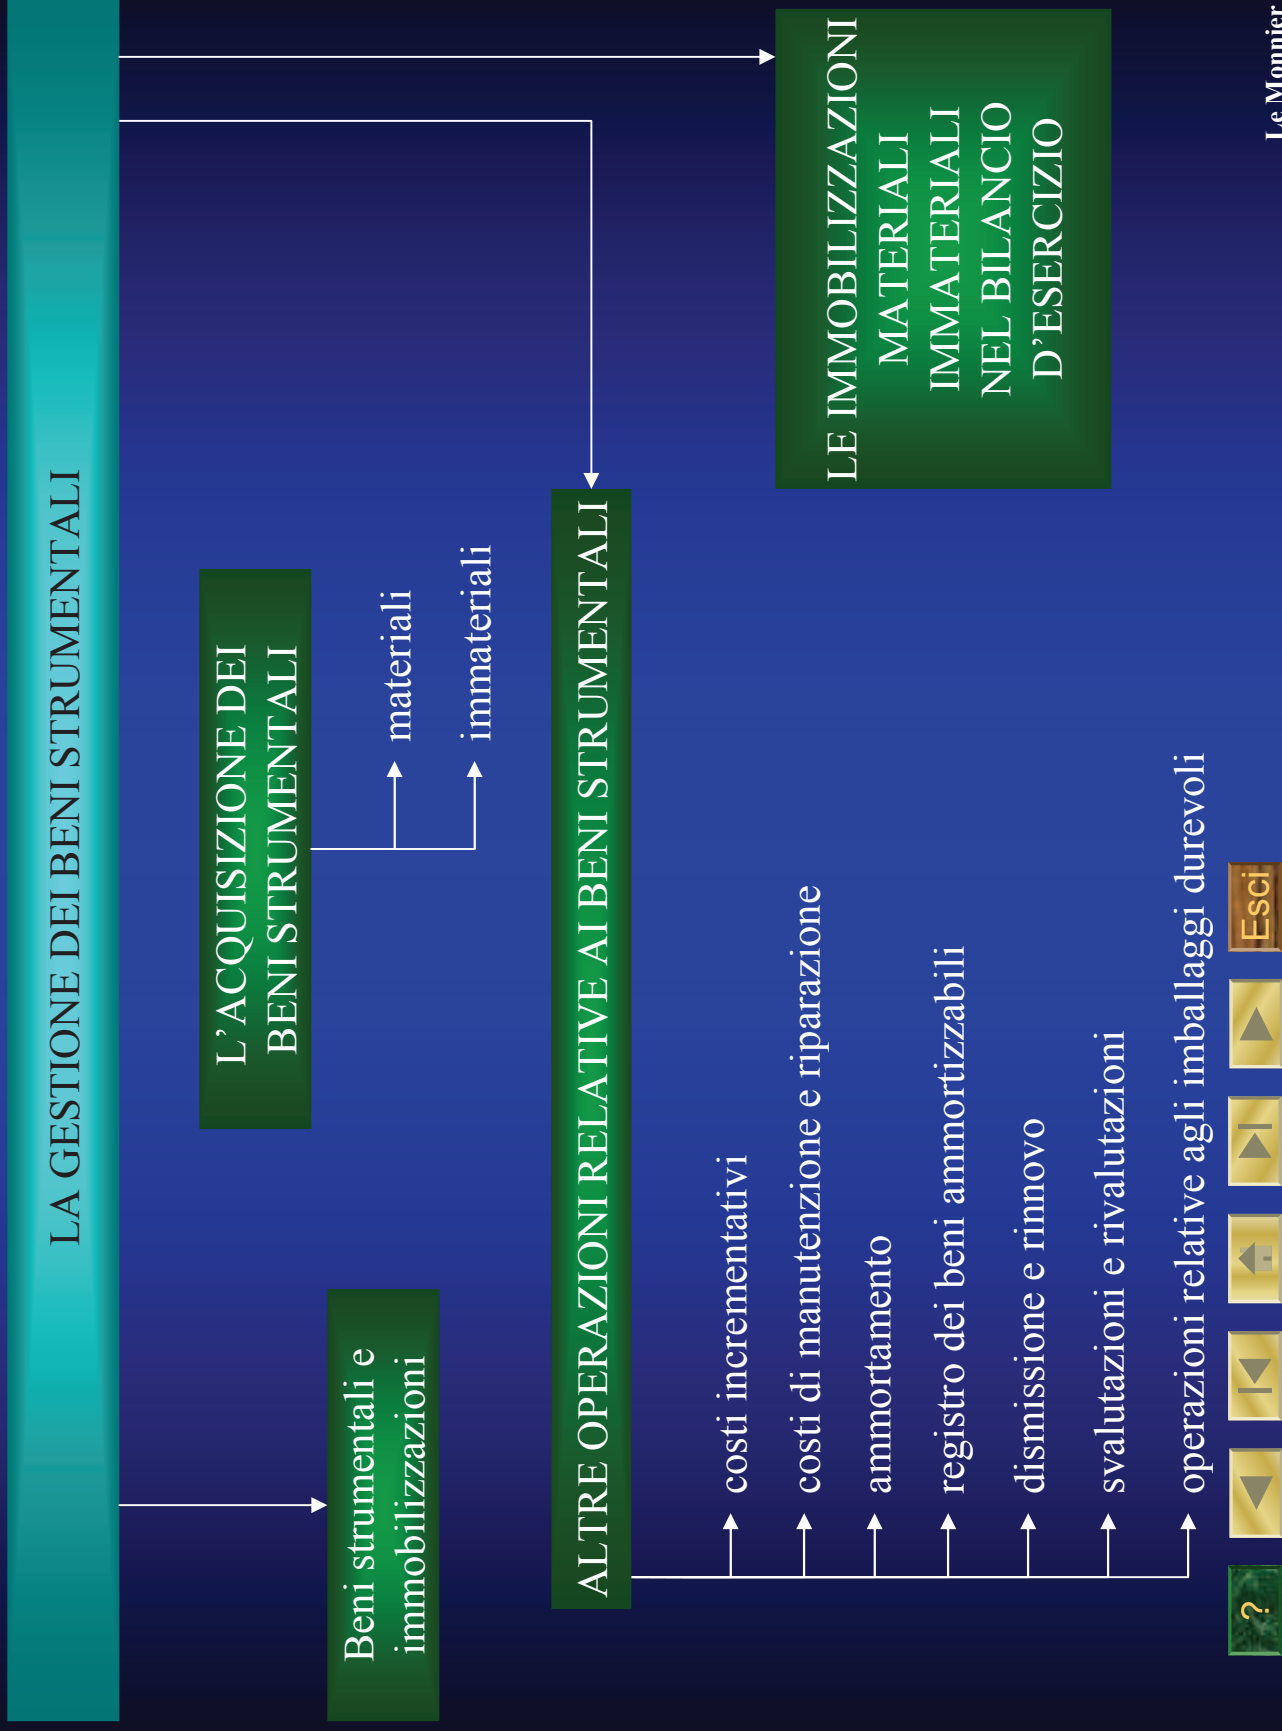 LA GESTIONE DEI BENI STRUMENTALI
Beni strumentali e
immobilizzazioni
L’ACQUISIZIONE DEI
BENI STRUMENTALI
materiali
immateriali
ALTRE OPERAZIONI RELATIVE AI BENI STRUMENTALI
costi incrementativi
costi di manutenzione e riparazione
ammortamento
registro dei beni ammortizzabili
dismissione e rinnovo
svalutazioni e rivalutazioni
operazioni relative agli imballaggi durevoli
LE IMMOBILIZZAZIONI
MATERIALI
IMMATERIALI
NEL BILANCIO
D’ESERCIZIO
?
Esci
Le Monnier